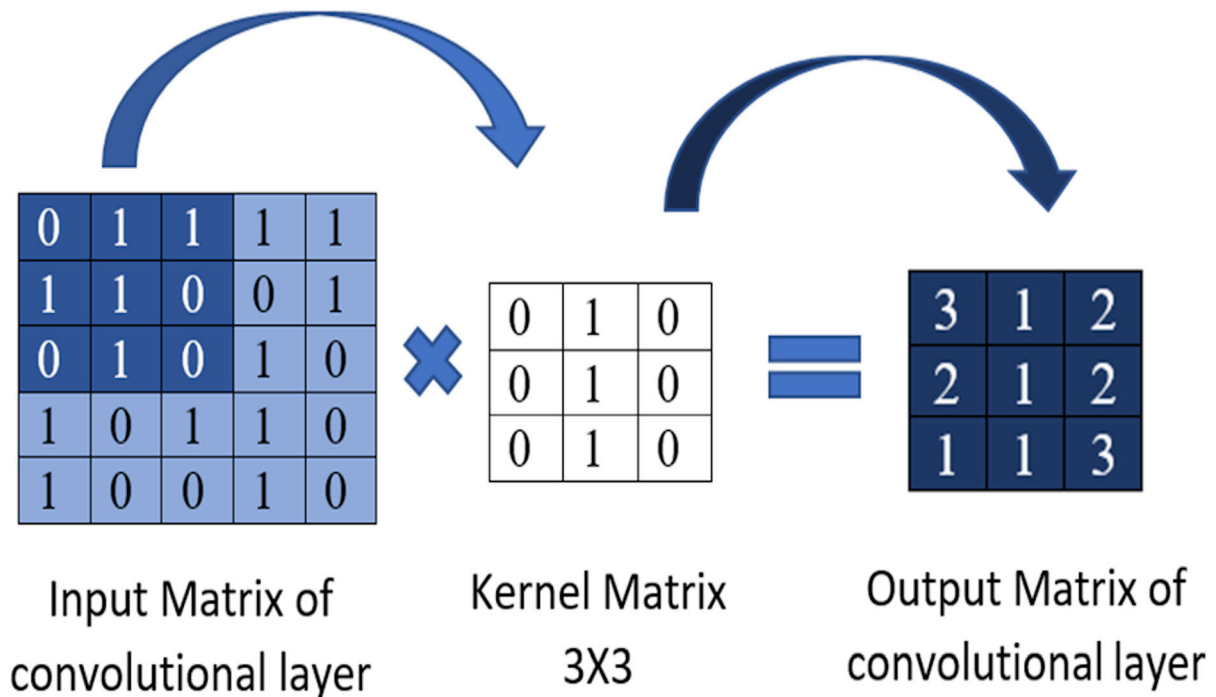 0 1 1 1 1
1 1 0 0 1
0 1 0 1 0
1 0 1 1 0
1 0 0 1 0
0 1 0
0 1 0
0 1 0
3 1 2
2 1 2
1 1 3
Input Matrix of
convolutional layer
Kernel Matrix
3X3
Output Matrix of
convolutional layer